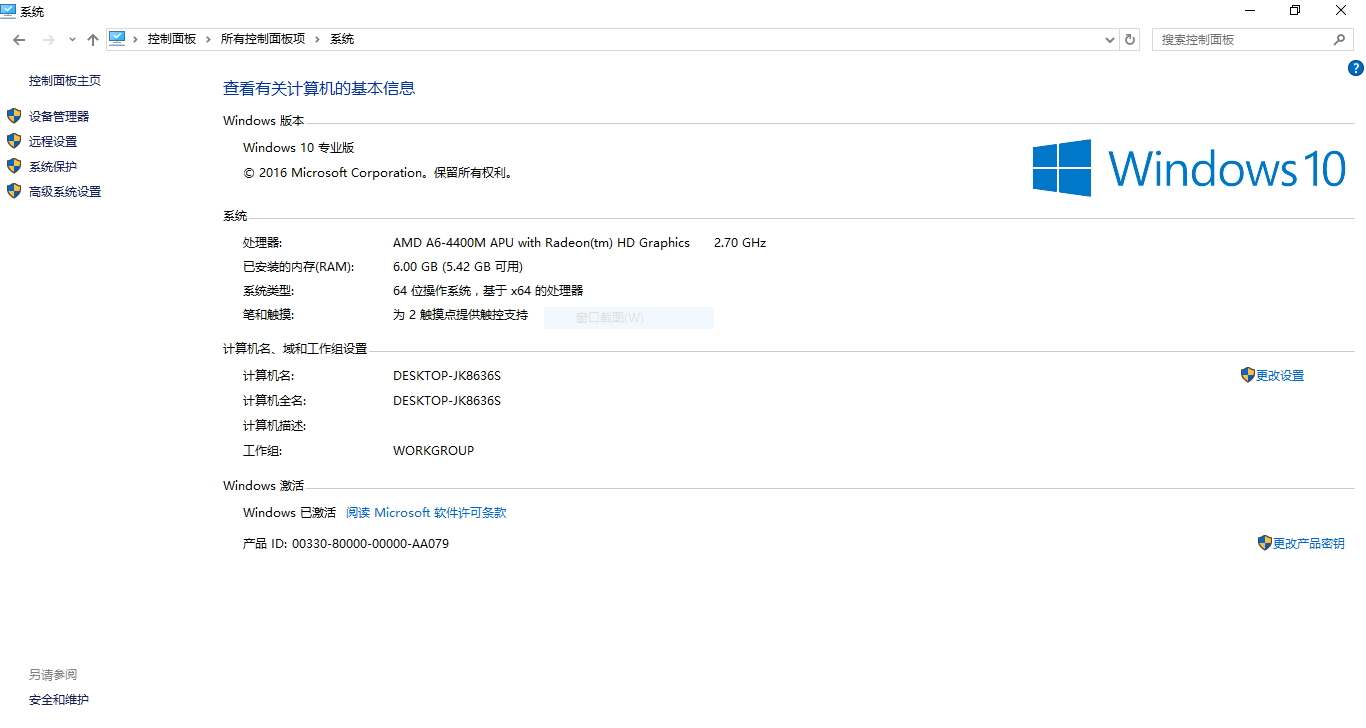 系统
控制面板 所有控制面板项 系统
搜索控制面板
控制面板主页
设备管理器
远程设置
系统保护
高级系统设置
查看有关计算机的基本信息
Windows 版本
Windows 10 专业版
© 2016 Microsoft Corporation。保留所有权利。
Windows 10
系统
处理器: AMD A6-4400M APU with Radeon(tm) HD Graphics 2.70 GHz
已安装的内存(RAM): 6.00 GB (5.42 GB 可用)
系统类型: 64 位操作系统，基于 x64 的处理器
笔和触摸: 为 2 触摸点提供触控支持
窗口截图(W)
计算机名、域和工作组设置
计算机名: DESKTOP-JK8636S
更改设置
计算机全名: DESKTOP-JK8636S
计算机描述:
工作组: WORKGROUP
Windows 激活
Windows 已激活 阅读 Microsoft 软件许可条款
产品 ID: 00330-80000-00000-AA079
更改产品密钥
另请参阅
安全和维护